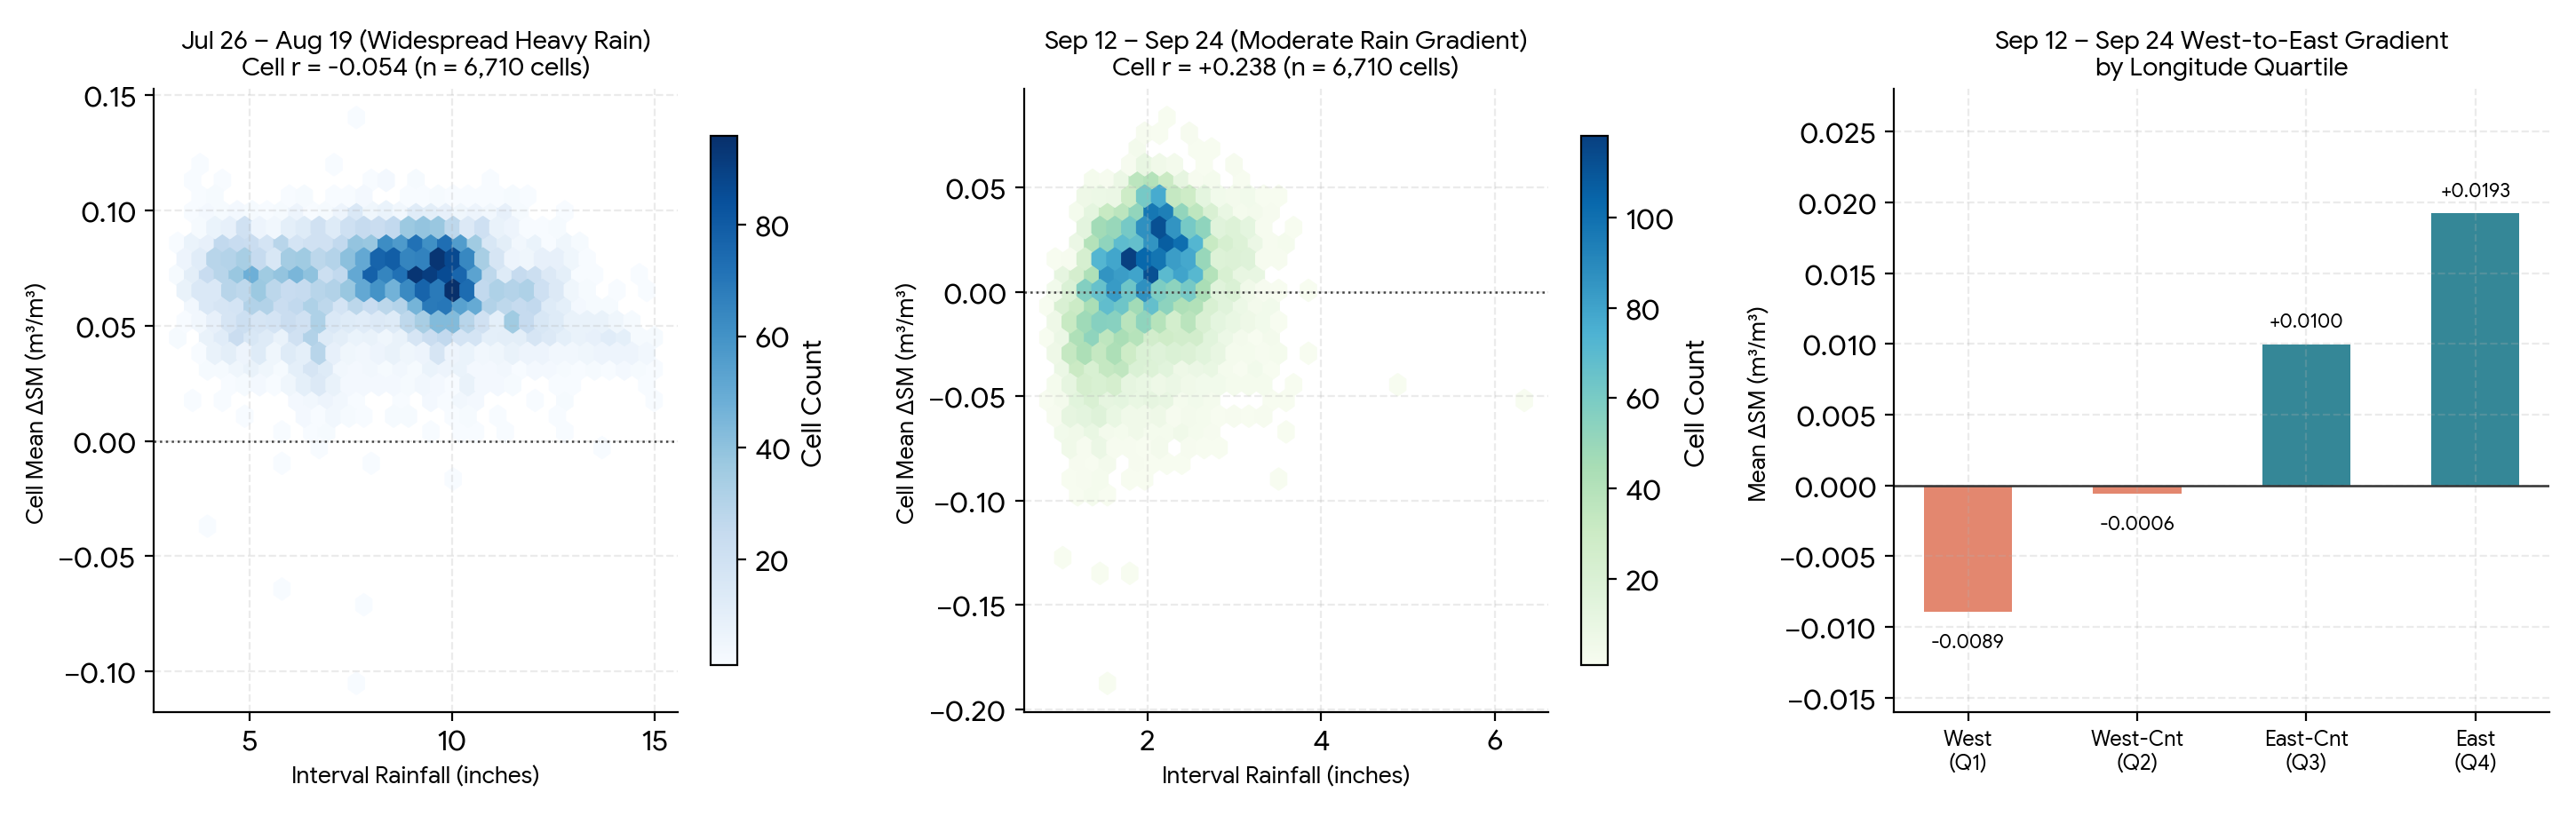 Jul 26 – Aug 19 (Widespread Heavy Rain)
Cell r = -0.054 (n = 6,710 cells)
0.15
0.10
0.05
0.00
−0.05
−0.10
Cell Mean ΔSM (m³/m³)
5
10
15
Interval Rainfall (inches)
80
60
40
20
Cell Count
Sep 12 – Sep 24 (Moderate Rain Gradient)
Cell r = +0.238 (n = 6,710 cells)
0.05
0.00
−0.05
−0.10
−0.15
−0.20
Cell Mean ΔSM (m³/m³)
2
4
6
Interval Rainfall (inches)
100
80
60
40
20
Cell Count
Sep 12 – Sep 24 West-to-East Gradient
by Longitude Quartile
0.025
0.020
0.015
0.010
0.005
0.000
−0.005
−0.010
−0.015
Mean ΔSM (m³/m³)
-0.0089
-0.0006
+0.0100
+0.0193
West
(Q1)
West-Cnt
(Q2)
East-Cnt
(Q3)
East
(Q4)